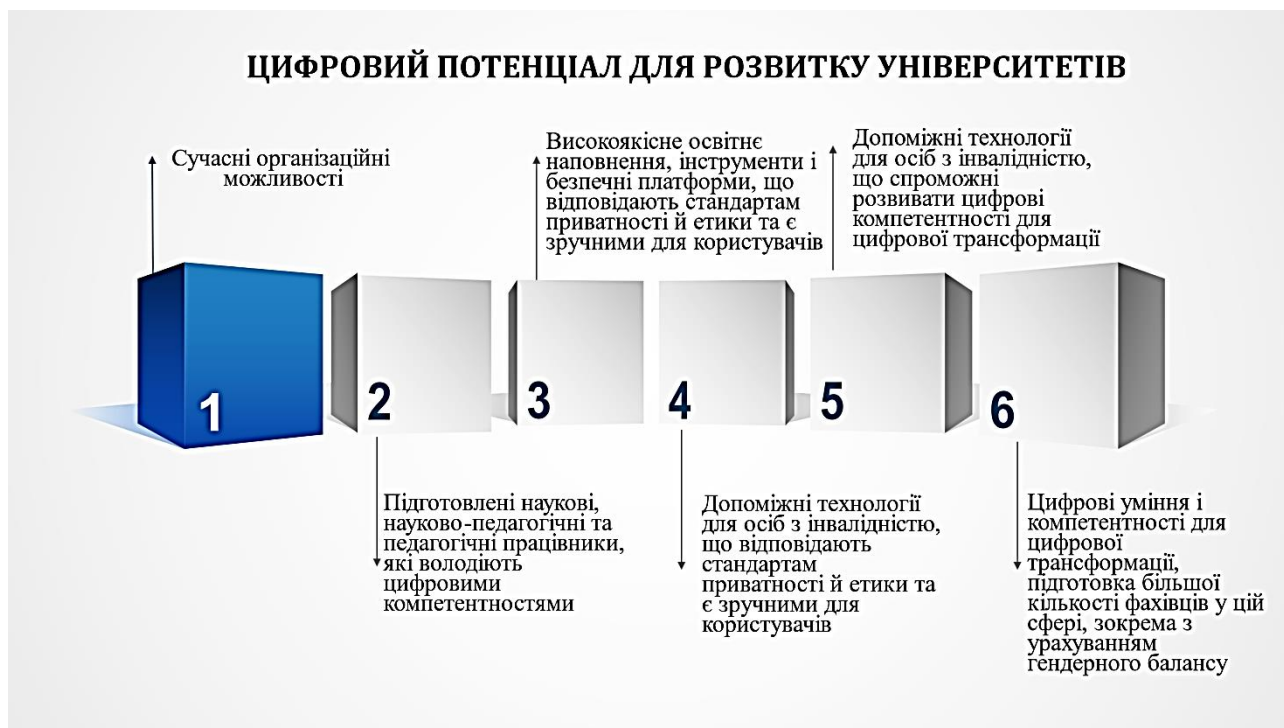 ЦИФРОВИЙ ПОТЕНЦІАЛ ДЛЯ РОЗВИТКУ УНІВЕРСИТЕТІВ
Сучасні організаційні
можливості
1
Підготовлені наукові,
науково-педагогічні та
педагогічні працівники,
які володіють
цифровими
компетентностями
2
Високоякісне освітнє
наповнення, інструменти і
безпечні платформи, що
відповідають стандартам
приватності й етики та є
зручними для користувачів
3
Допоміжні технології
для осіб з інвалідністю,
що відповідають
стандартам
приватності й етики та
є зручними для
користувачів
4
Допоміжні технології
для осіб з інвалідністю,
що спроможні
розвивати цифрові
компетентності для
цифрової трансформації
5
Цифрові уміння і
компетентності для
цифрової
трансформації,
підготовка більшої
кількості фахівців у цій
сфері, зокрема з
урахуванням
гендерного балансу
6